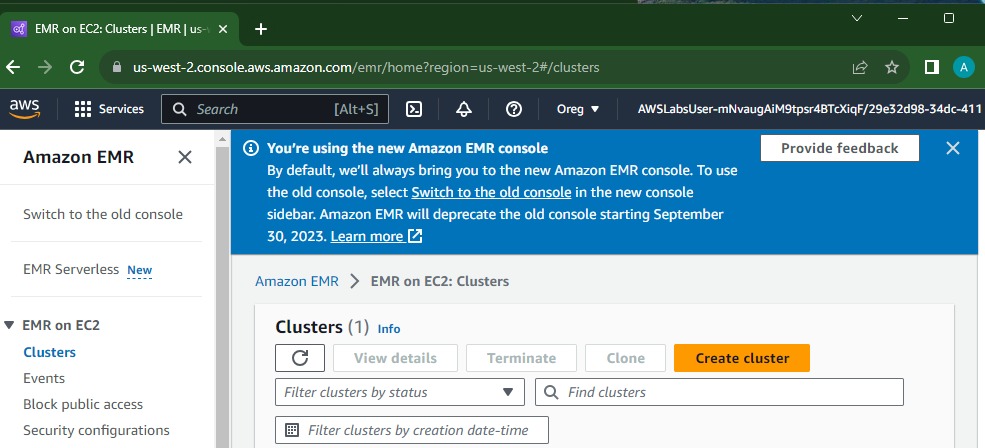 EMR on EC2: Clusters | EMR | us-
us-west-2.console.aws.amazon.com/emr/home?region=us-west-2#/clusters
A
aws
Services
Search
[Alt+S]
Oreg
AWSLabsUser-mNvaugAiM9tpsr4BTcXiqF/29e32d98-34dc-411
Amazon EMR
Switch to the old console
EMR Serverless New
EMR on EC2
Clusters
Events
Block public access
Security configurations
You're using the new Amazon EMR console
By default, we'll always bring you to the new Amazon EMR console. To use
the old console, select Switch to the old console in the new console
sidebar. Amazon EMR will deprecate the old console starting September
30, 2023. Learn more
Provide feedback
Amazon EMR
EMR on EC2: Clusters
Clusters (1) Info
View details
Terminate
Clone
Create cluster
Filter clusters by status
Find clusters
Filter clusters by creation date-time